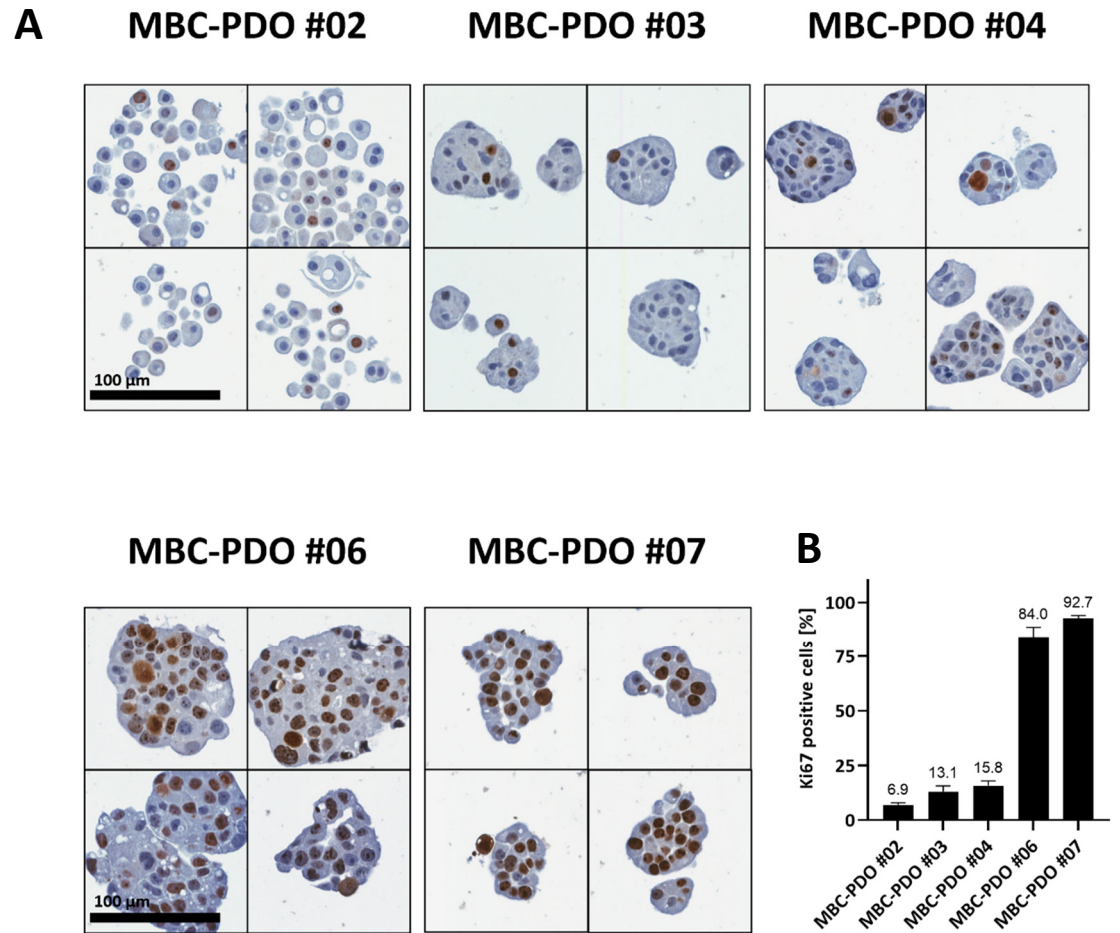 A
MBC-PDO #02
MBC-PDO #03
MBC-PDO #04
100 µm
MBC-PDO #06
MBC-PDO #07
100 µm
B
Ki67 positive cells [%]
100
75
50
25
0
6.9
13.1
15.8
84.0
92.7
MBC-PDO #02
MBC-PDO #03
MBC-PDO #04
MBC-PDO #06
MBC-PDO #07